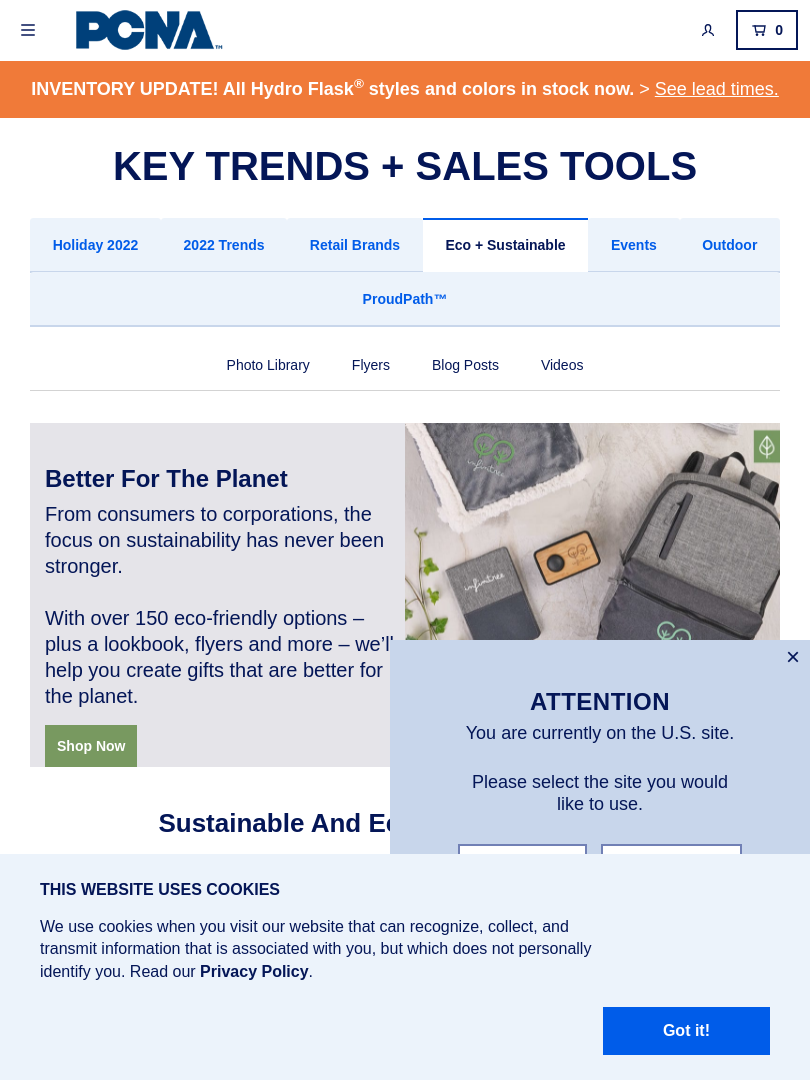 PCNA™
0
INVENTORY UPDATE! All Hydro Flask® styles and colors in stock now. > See lead times.
KEY TRENDS + SALES TOOLS
Holiday 2022
2022 Trends
Retail Brands
Eco + Sustainable
Events
Outdoor
ProudPath™
Photo Library
Flyers
Blog Posts
Videos
Better For The Planet
From consumers to corporations, the
focus on sustainability has never been
stronger.
With over 150 eco-friendly options –
plus a lookbook, flyers and more – we'll
help you create gifts that are better for
the planet.
Shop Now
infinitree
infinitree
ATTENTION
You are currently on the U.S. site.
Please select the site you would
like to use.
Sustainable And
THIS WEBSITE USES COOKIES
We use cookies when you visit our website that can recognize, collect, and
transmit information that is associated with you, but which does not personally
identify you. Read our Privacy Policy.
Got it!